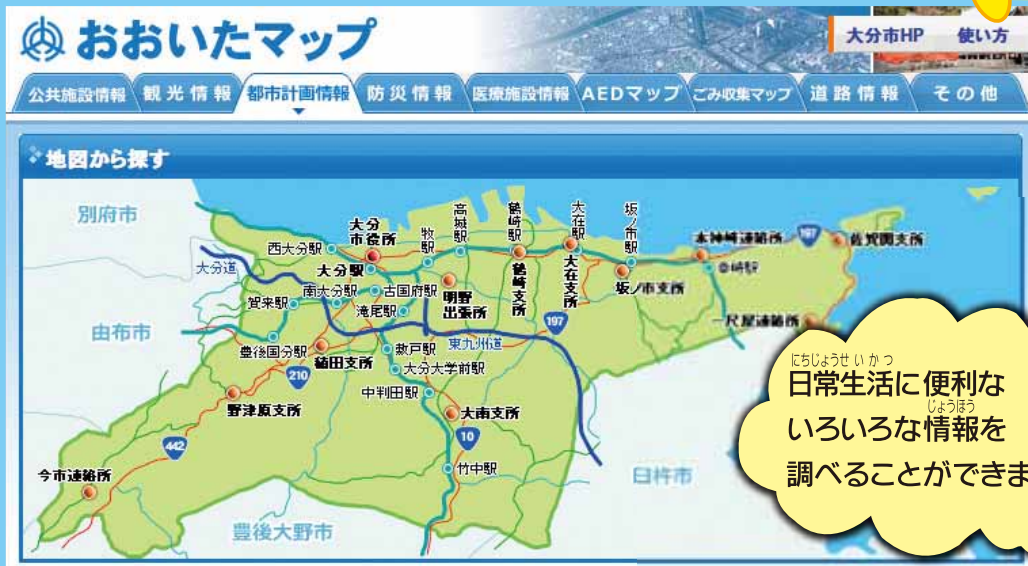 おおいたマップ
大分市HP 使い方
公共施設情報 観光情報 都市計画情報 防災情報 医療施設情報 AEDマップ ごみ収集マップ 道路情報 その他
地図から探す
別府市
西大分駅
大分市役所
牧駅
高城駅
鶴崎駅
大在駅
坂ノ市駅
本神崎連絡所
197
佐賀関支所
大分道
大分駅
幸崎駅
賀来駅
南大分駅
古国府駅
明野出張所
鶴崎支所
大在支所
坂ノ市支所
滝尾駅
197
一尺屋連絡所
由布市
豊後国分駅
稙田支所
敷戸駅
東九州道
210
大分大学前駅
中判田駅
野津原支所
大南支所
10
442
今市連絡所
竹中駅
臼杵市
豊後大野市
にちじょうせいかつ
日常生活に便利な
じょうほう
いろいろな情報を
調べることができま